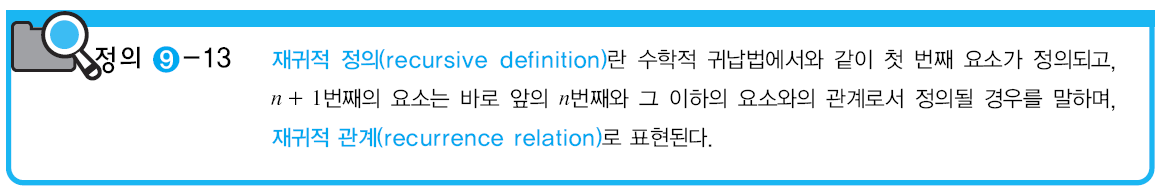 정의 9-13 재귀적 정의(recursive definition)란 수학적 귀납법에서와 같이 첫 번째 요소가 정의되고,
n + 1번째의 요소는 바로 앞의 n번째와 그 이하의 요소와의 관계로서 정의될 경우를 말하며,
재귀적 관계(recurrence relation)로 표현된다.